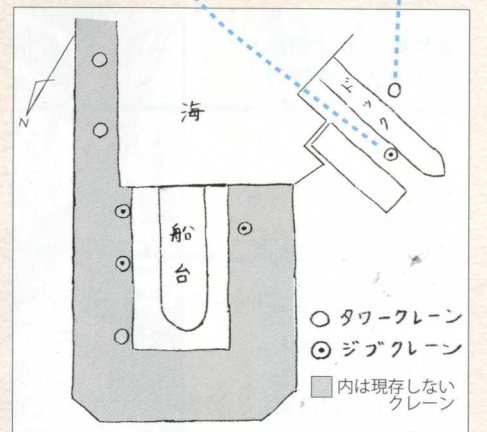 海
ドック
船
台
N
○ タワークレーン
◉ ジブクレーン
内は現存しない
クレーン